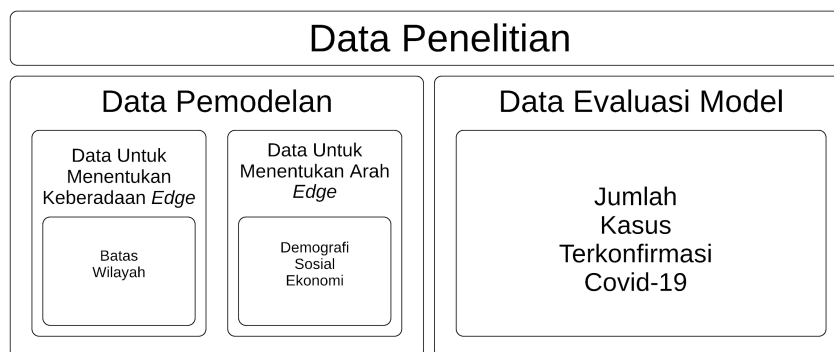 Data Penelitian
Data Pemodelan
Data Untuk
Menentukan
Keberadaan Edge
Batas
Wilayah
Data Untuk
Menentukan Arah
Edge
Demografi
Sosial
Ekonomi
Data Evaluasi Model
Jumlah
Kasus
Terkonfirmasi
Covid-19